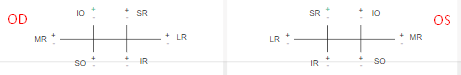 OD
IO + + SR
- -
MR + - + - LR
+ +
SO - - IR
SR + + IO
- -
LR + - + - MR
+ +
IR - - SO
OS